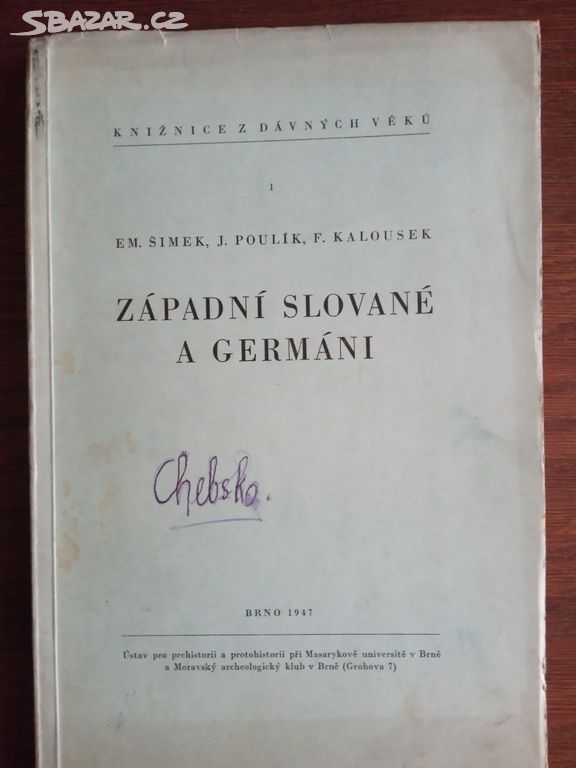 SBAZAR.CZ
KNIŽNICE Z DÁVNÝCH VĚKŮ
1
EM. ŠIMEK, J. POULÍK, F. KALOUSEK
ZÁPADNÍ SLOVANÉ
A GERMÁNI
Chebsko.
BRNO 1947
Ústav pro prehistorii a protohistorii při Masarykově universitě v Brně
a Moravský archeologický klub v Brně (Grohova 7)